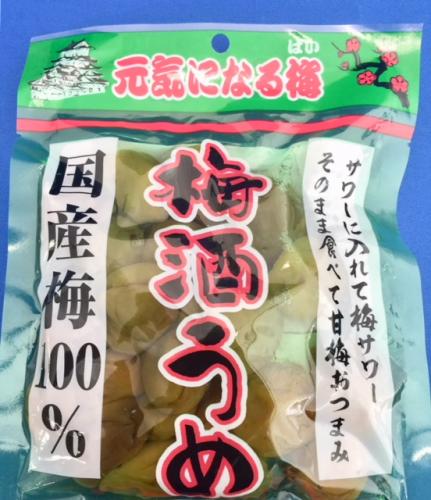 元気になる梅
ばい
梅酒うめ
国産梅100%
サワーに入れて梅サワー
そのまま食べて甘梅おつまみ